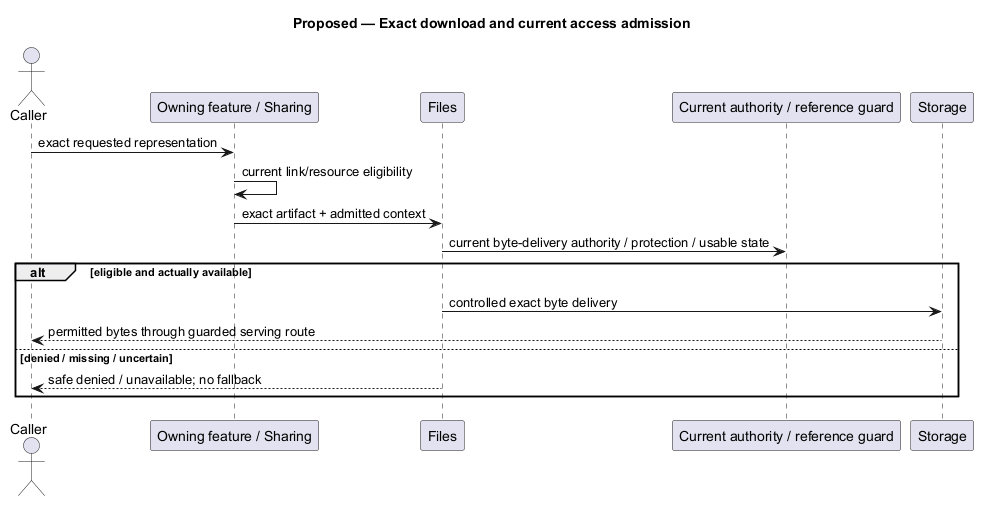 Proposed — Exact download and current access admission
Caller
Owning feature / Sharing
Files
Current authority / reference guard
Storage
exact requested representation
current link/resource eligibility
exact artifact + admitted context
current byte-delivery authority / protection / usable state
alt
[eligible and actually available]
controlled exact byte delivery
permitted bytes through guarded serving route
[denied / missing / uncertain]
safe denied / unavailable; no fallback
Caller
Owning feature / Sharing
Files
Current authority / reference guard
Storage